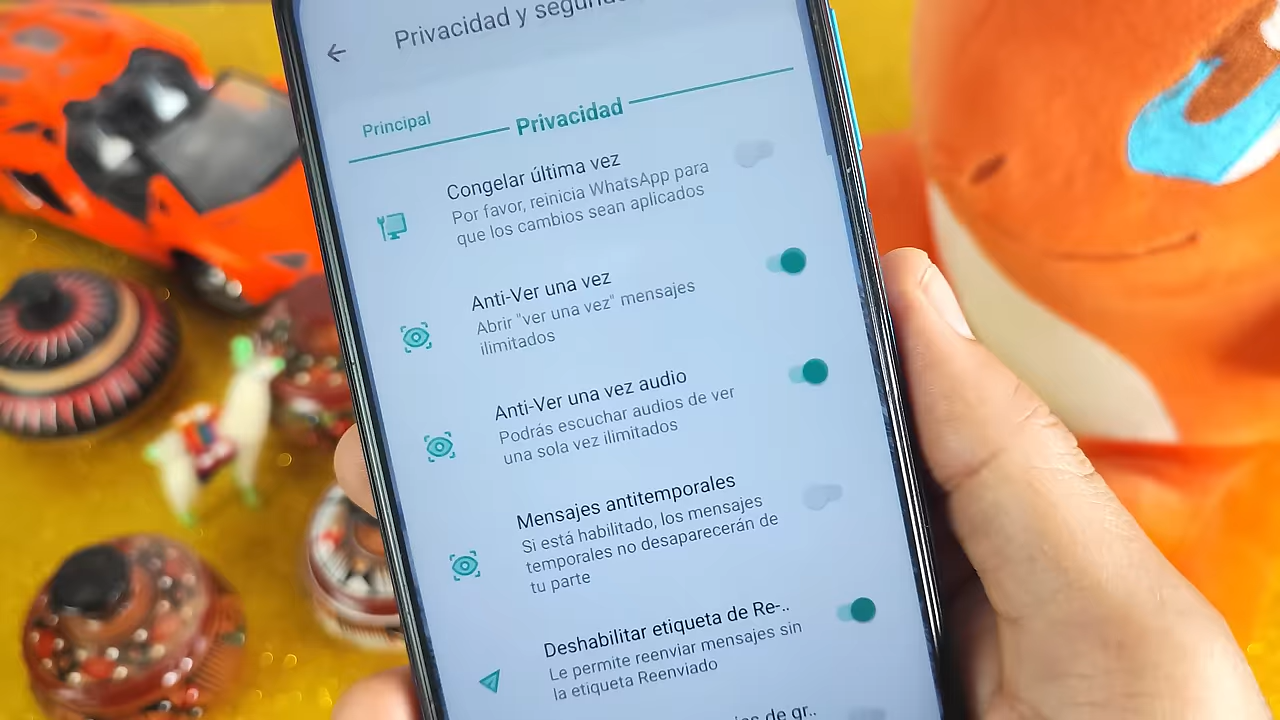 Privacidad y
Principal
Privacidad
Congelar última vez
Por favor, reinicia WhatsApp para
que los cambios sean aplicados
Anti-Ver una vez
Abrir "ver una vez" mensajes
ilimitados
Anti-Ver una vez audio
Podrás escuchar audios de ver
una sola vez ilimitados
Mensajes antitemporales
Si está habilitado, los mensajes
temporales no desaparecerán de
tu parte
Deshabilitar etiqueta de Re-..
Le permite reenviar mensajes sin
la etiqueta Reenviado
de gr..